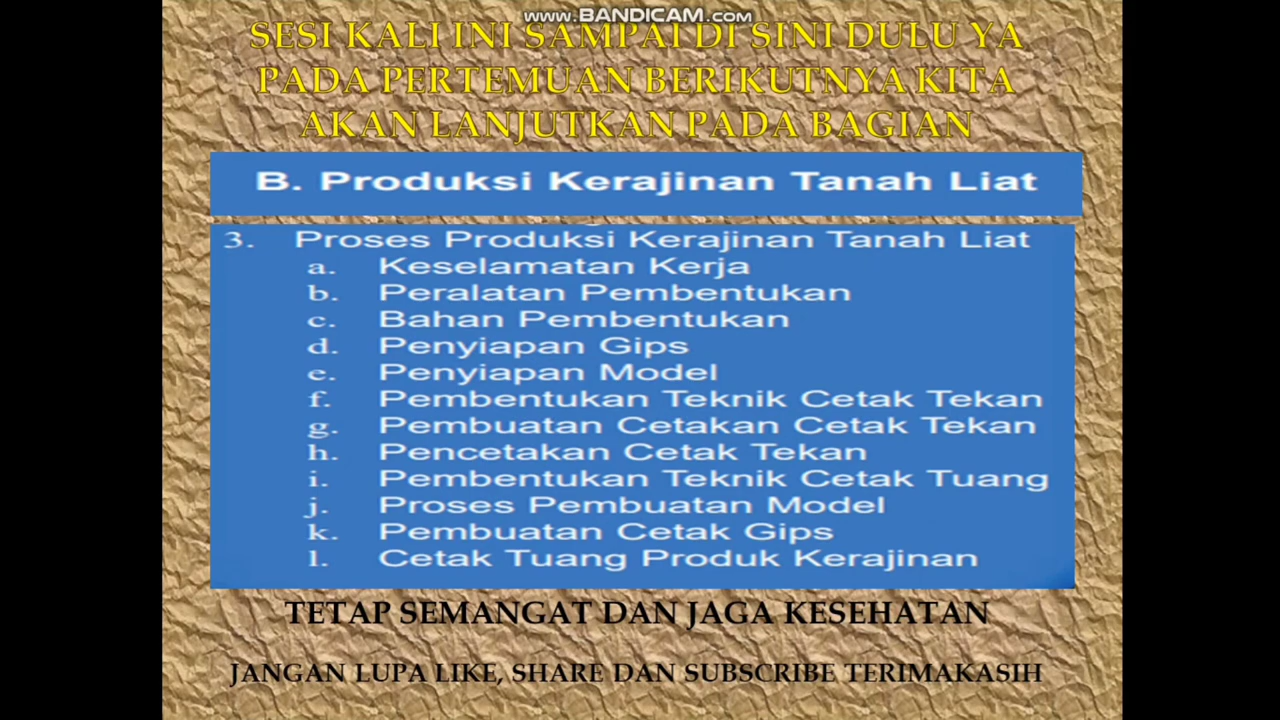 www.BANDICAM.com
SESI KALI INI SAMPAI DI SINI DULU YA
PADA PERTEMUAN BERIKUTNYA KITA
AKAN LANJUTKAN PADA BAGIAN
B. Produksi Kerajinan Tanah Liat
3. Proses Produksi Kerajinan Tanah Liat
a. Keselamatan Kerja
b. Peralatan Pembentukan
c. Bahan Pembentukan
d. Penyiapan Gips
e. Penyiapan Model
f. Pembentukan Teknik Cetak Tekan
g. Pembuatan Cetakan Cetak Tekan
h. Pencetakan Cetak Tekan
i. Pembentukan Teknik Cetak Tuang
j. Proses Pembuatan Model
k. Pembuatan Cetak Gips
l. Cetak Tuang Produk Kerajinan
TETAP SEMANGAT DAN JAGA KESEHATAN
JANGAN LUPA LIKE, SHARE DAN SUBSCRIBE TERIMAKASIH